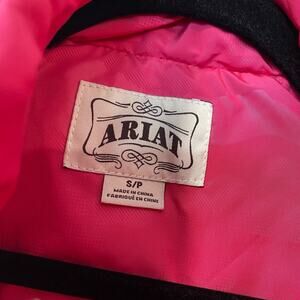 ARIAT
S/P
MADE IN CHINA
FABRIQUÉ EN CHINE